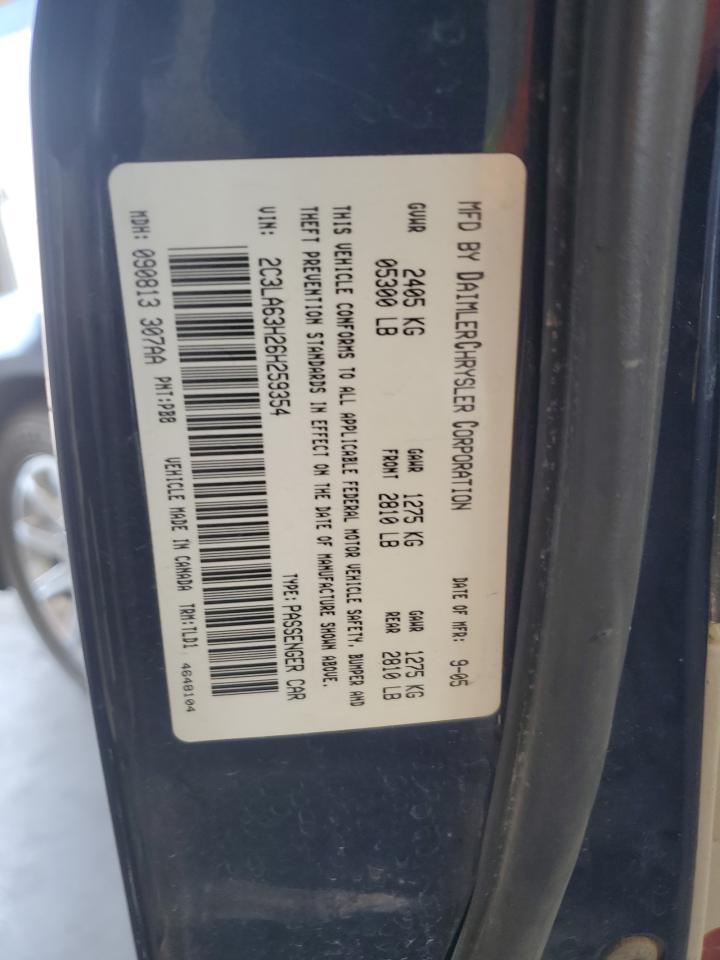 MFD BY DAIMLERCHRYSLER CORPORATION DATE OF MFR: 9-05
GVWR 2405 KG GAWR 1275 KG GAWR 1275 KG
05300 LB FRONT 2810 LB REAR 2810 LB
THIS VEHICLE CONFORMS TO ALL APPLICABLE FEDERAL MOTOR VEHICLE SAFETY, BUMPER AND
THEFT PREVENTION STANDARDS IN EFFECT ON THE DATE OF MANUFACTURE SHOWN ABOVE.
VIN: 2C3LA63H26H259354 TYPE: PASSENGER CAR
MDH: 090813 307AA PNT:PBB VEHICLE MADE IN CANADA TRM:TLD1 4648104